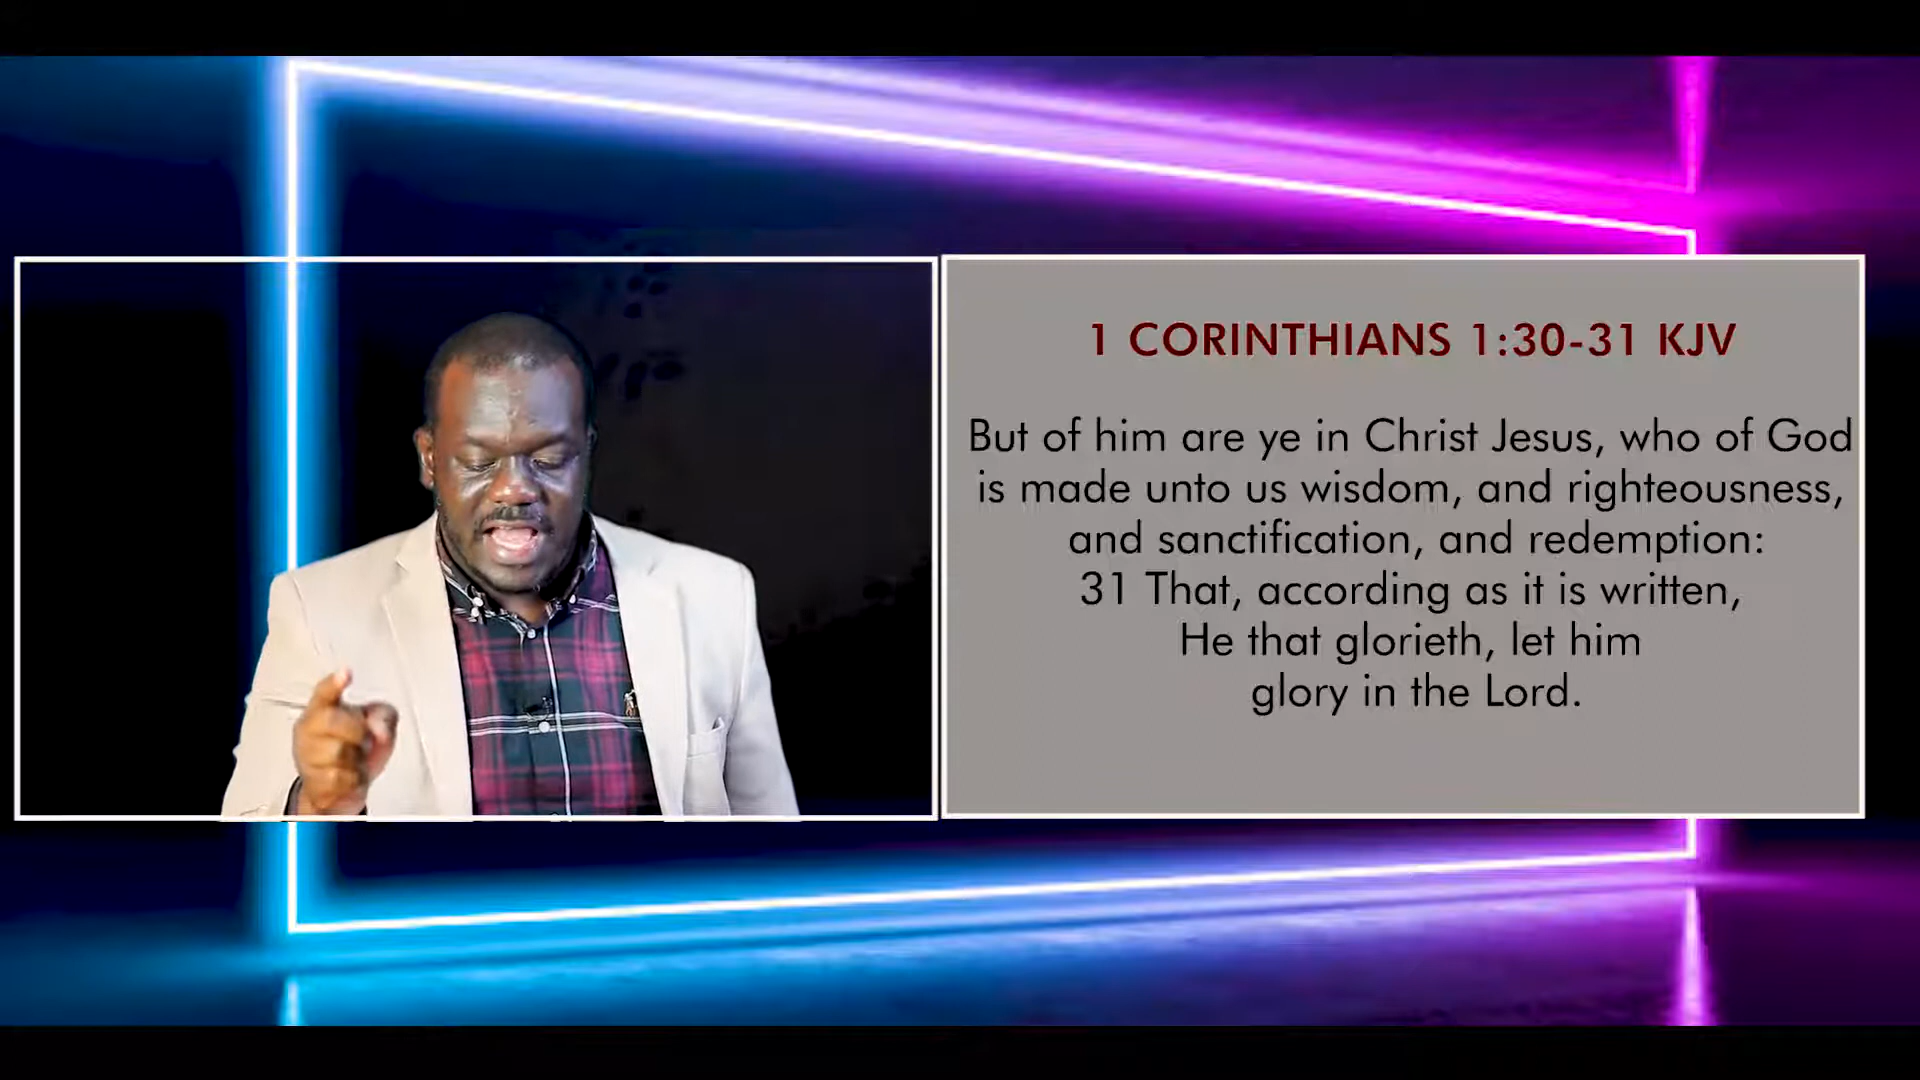 1 CORINTHIANS 1:30-31 KJV
But of him are ye in Christ Jesus, who of God
is made unto us wisdom, and righteousness,
and sanctification, and redemption:
31 That, according as it is written,
He that glorieth, let him
glory in the Lord.